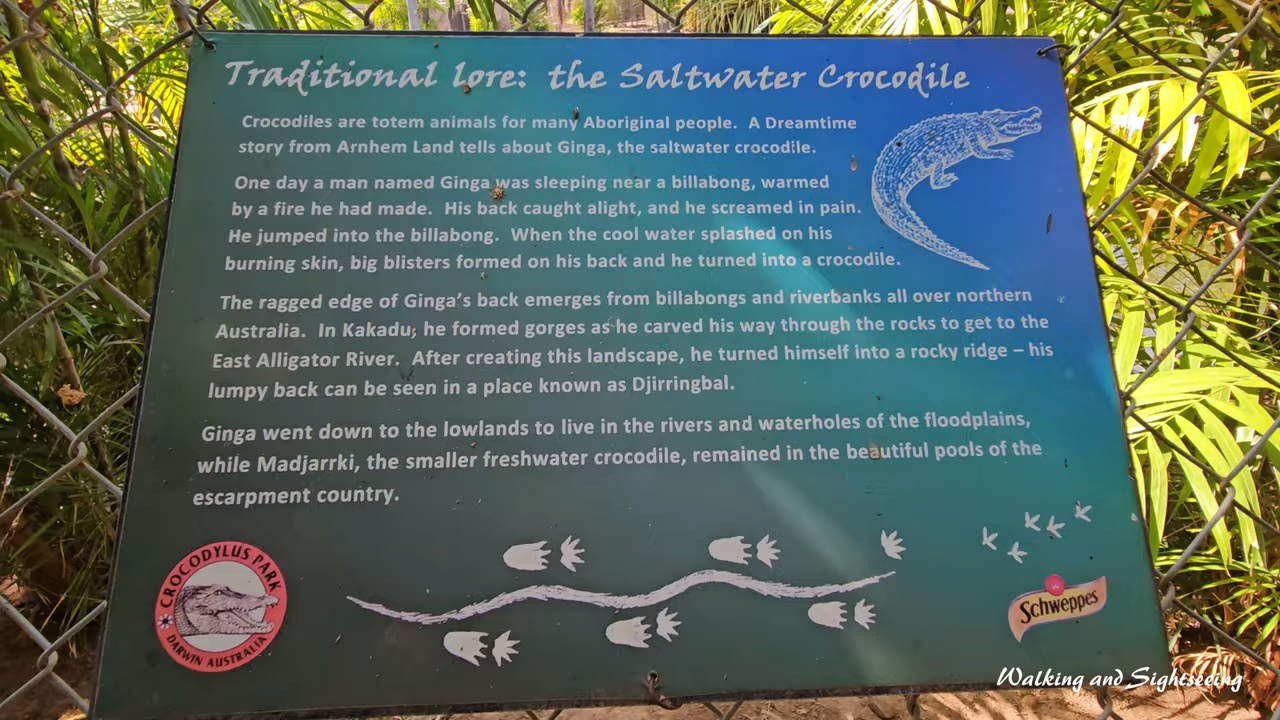 Traditional lore: the Saltwater Crocodile
Crocodiles are totem animals for many Aboriginal people. A Dreamtime
story from Arnhem Land tells about Ginga, the saltwater crocodile.
One day a man named Ginga was sleeping near a billabong, warmed
by a fire he had made. His back caught alight, and he screamed in pain.
He jumped into the billabong. When the cool water splashed on his
burning skin, big blisters formed on his back and he turned into a crocodile.
The ragged edge of Ginga's back emerges from billabongs and riverbanks all over northern
Australia. In Kakadu, he formed gorges as he carved his way through the rocks to get to the
East Alligator River. After creating this landscape, he turned himself into a rocky ridge – his
lumpy back can be seen in a place known as Djirringbal.
Ginga went down to the lowlands to live in the rivers and waterholes of the floodplains,
while Madjarrki, the smaller freshwater crocodile, remained in the beautiful pools of the
escarpment country.
CROCODYLUS PARK
DARWIN AUSTRALIA
Schweppes
Walking and Sightseeing